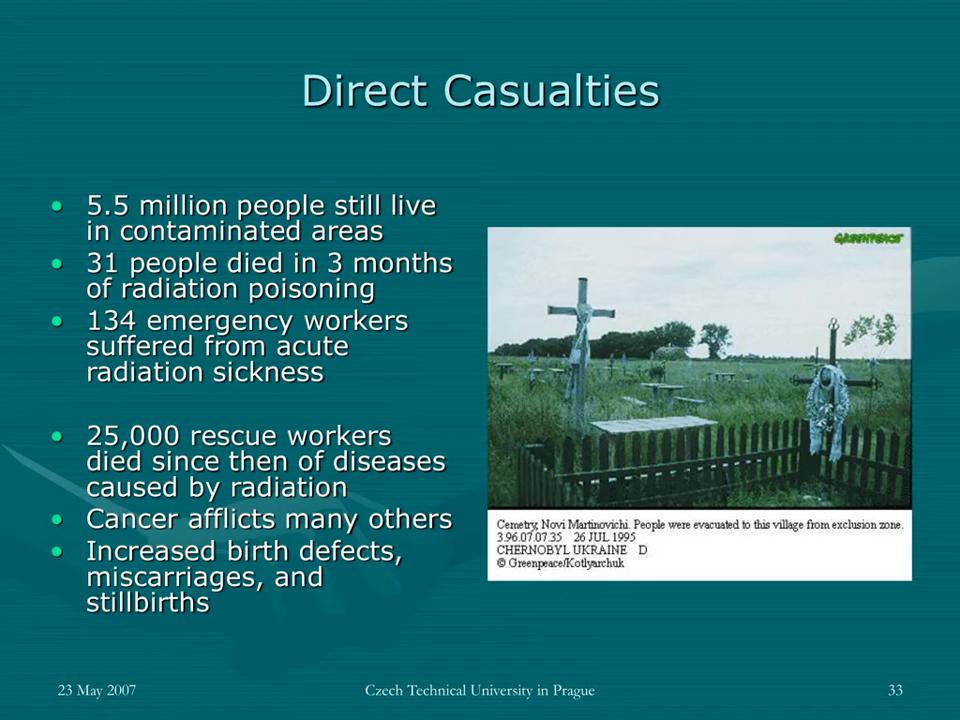 Direct Casualties
• 5.5 million people still live
in contaminated areas
• 31 people died in 3 months
of radiation poisoning
• 134 emergency workers
suffered from acute
radiation sickness
• 25,000 rescue workers
died since then of diseases
caused by radiation
• Cancer afflicts many others
• Increased birth defects,
miscarriages, and
stillbirths
GREENPEACE
Cemetry, Novi Martinovichi. People were evacuated to this village from exclusion zone.
3.96.07.07.35 26 JUL 1995
CHERNOBYL UKRAINE D
© Greenpeace/Kotlyarchuk
23 May 2007
Czech Technical University in Prague
33